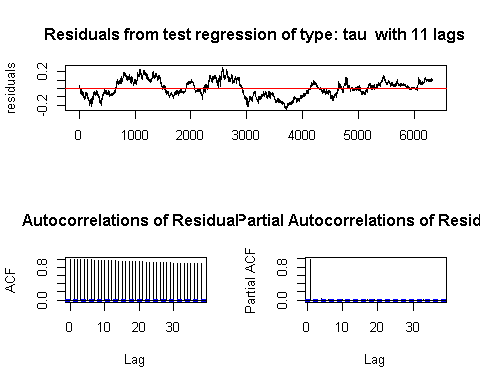 Residuals from test regression of type: tau with 11 lags
residuals
0.2
-0.2
0 1000 2000 3000 4000 5000 6000
Autocorrelations of Residual
Partial Autocorrelations of Resid
ACF
0.8
0.0
0 10 20 30
Lag
Partial ACF
0.8
0.0
0 10 20 30
Lag